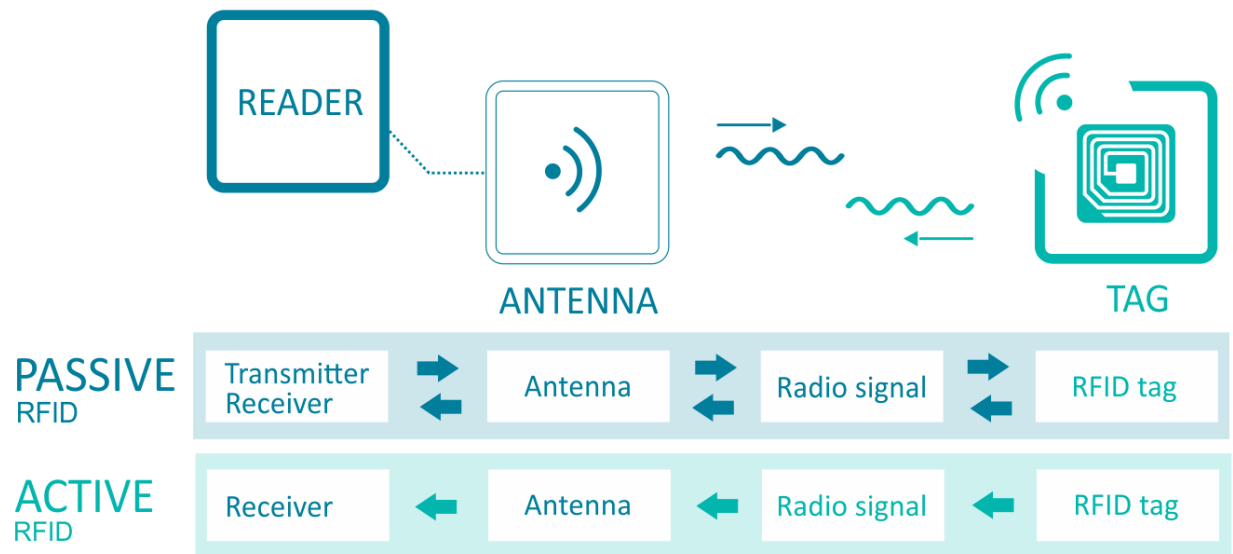 READER
ANTENNA
TAG
PASSIVE
RFID
Transmitter
Receiver
Antenna
Radio signal
RFID tag
ACTIVE
RFID
Receiver
Antenna
Radio signal
RFID tag